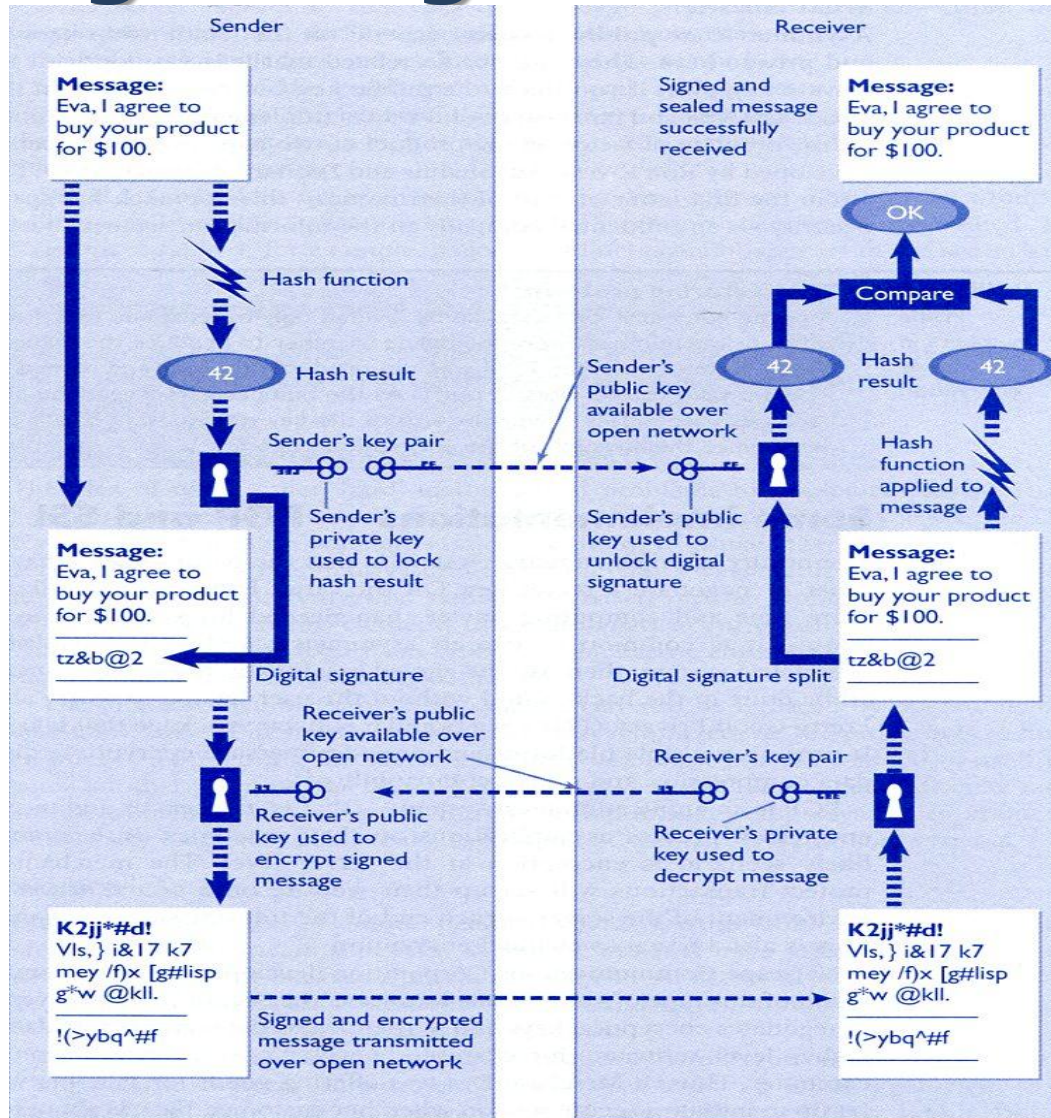 Sender
Message:
Eva, I agree to
buy your product
for $100.
Hash function
42
Hash result
Sender's key pair
Sender's
private key
used to lock
hash result
Message:
Eva, I agree to
buy your product
for $100.
tz&b@2
Digital signature
Receiver's public
key available over
open network
Receiver's public
key used to
encrypt signed
message
K2jj*#d!
Vls, } i&17 k7
mey /f)x [g#lisp
g*w @kll.
!(>ybq^#f
Signed and encrypted
message transmitted
over open network
Receiver
Signed and
sealed message
successfully
received
Message:
Eva, I agree to
buy your product
for $100.
OK
Compare
42
Hash
result
42
Sender's
public key
available over
open network
Hash
function
applied to
message
Sender's public
key used to
unlock digital
signature
Message:
Eva, I agree to
buy your product
for $100.
tz&b@2
Digital signature split
Receiver's key pair
Receiver's private
key used to
decrypt message
K2jj*#d!
Vls, } i&17 k7
mey /f)x [g#lisp
g*w @kll.
!(>ybq^#f